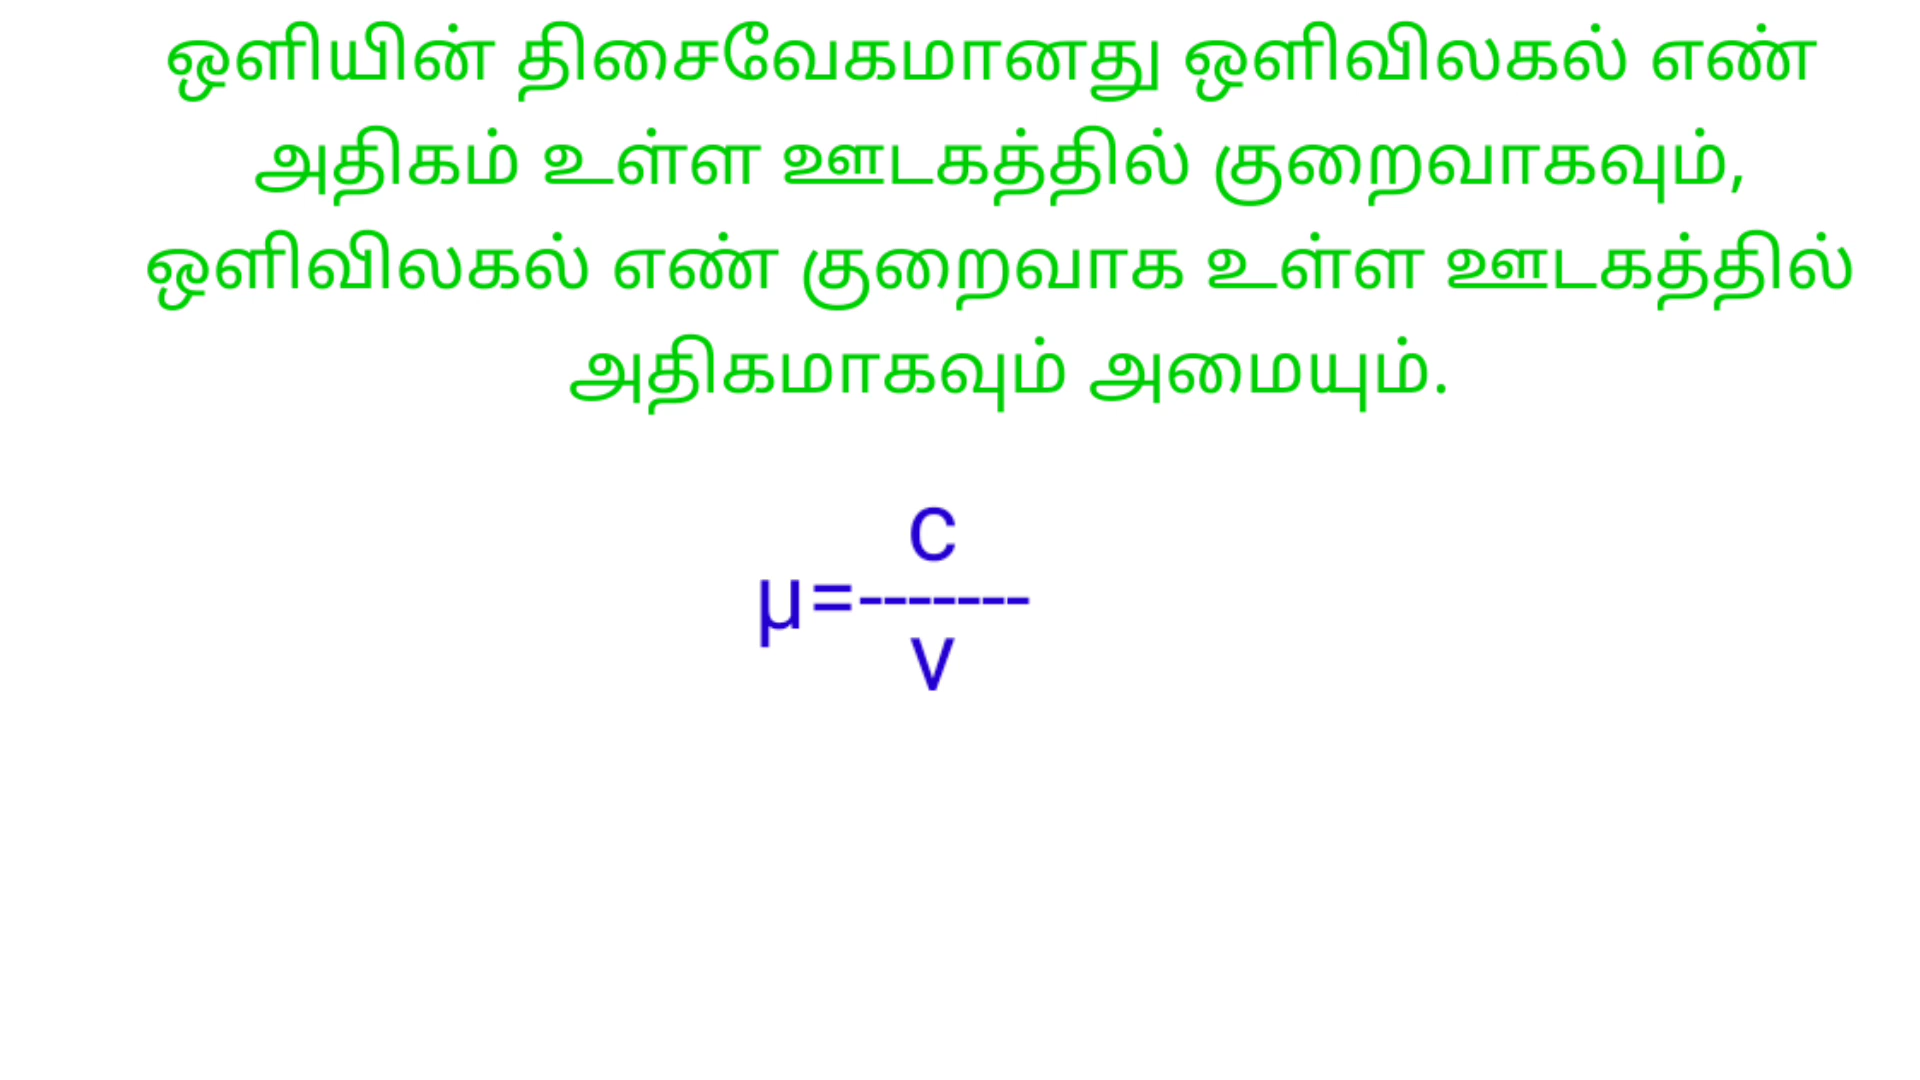 ஒளியின் திசைவேகமானது ஒளிவிலகல் எண்
அதிகம் உள்ள ஊடகத்தில் குறைவாகவும்,
ஒளிவிலகல் எண் குறைவாக உள்ள ஊடகத்தில்
அதிகமாகவும் அமையும்.
c
μ=-------
v